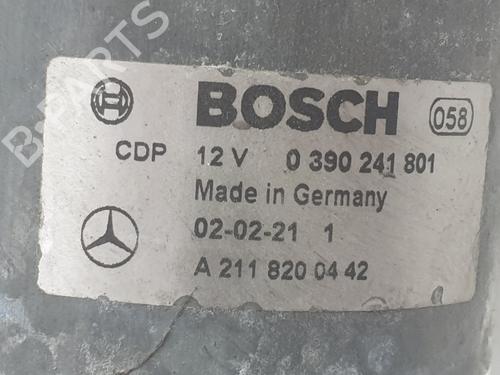 B-PARTS
BOSCH 058
CDP 12 V 0 390 241 801
Made in Germany
02-02-21 1
A 211 820 04 42